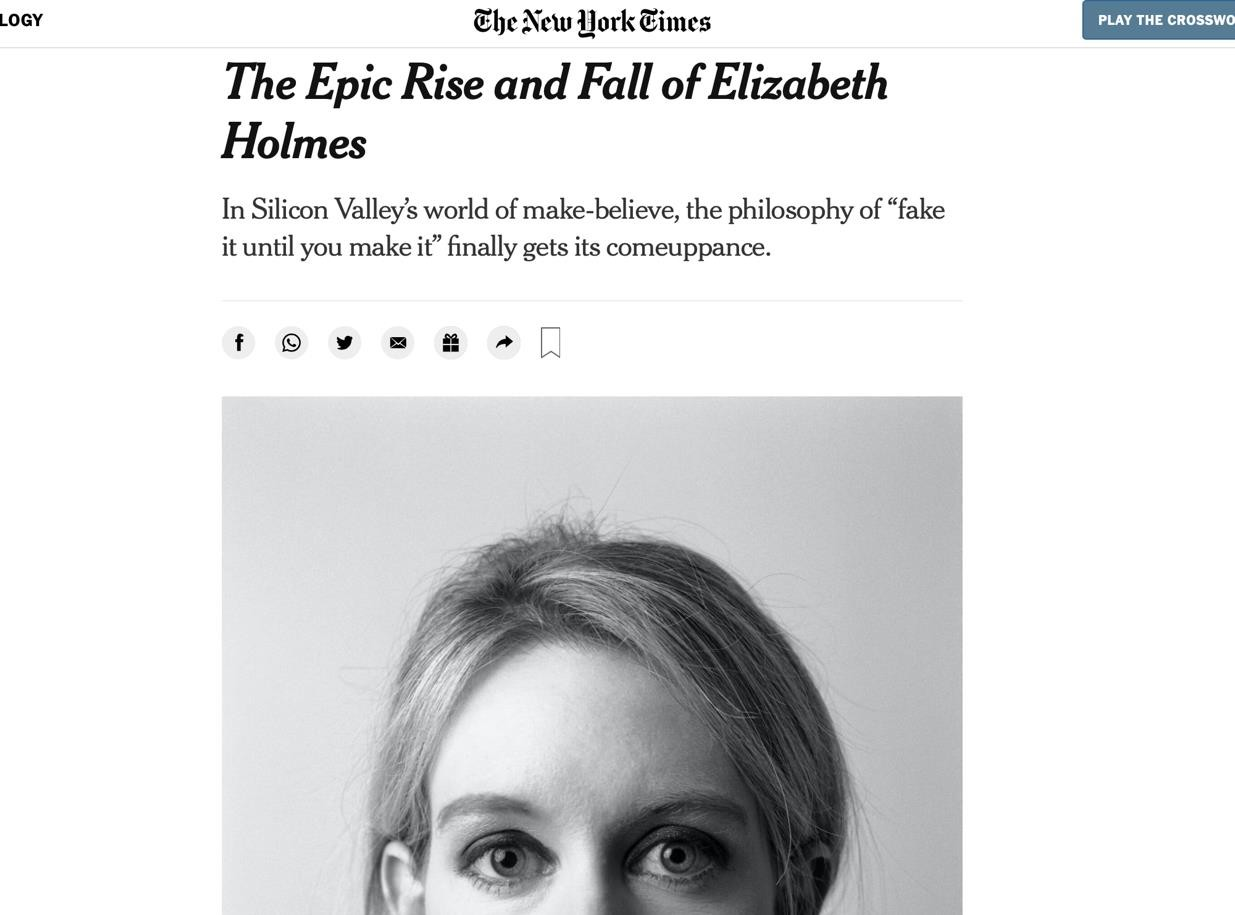 LOGY
The New York Times
PLAY THE CROSSWO
The Epic Rise and Fall of Elizabeth
Holmes
In Silicon Valley’s world of make-believe, the philosophy of “fake
it until you make it” finally gets its comeuppance.